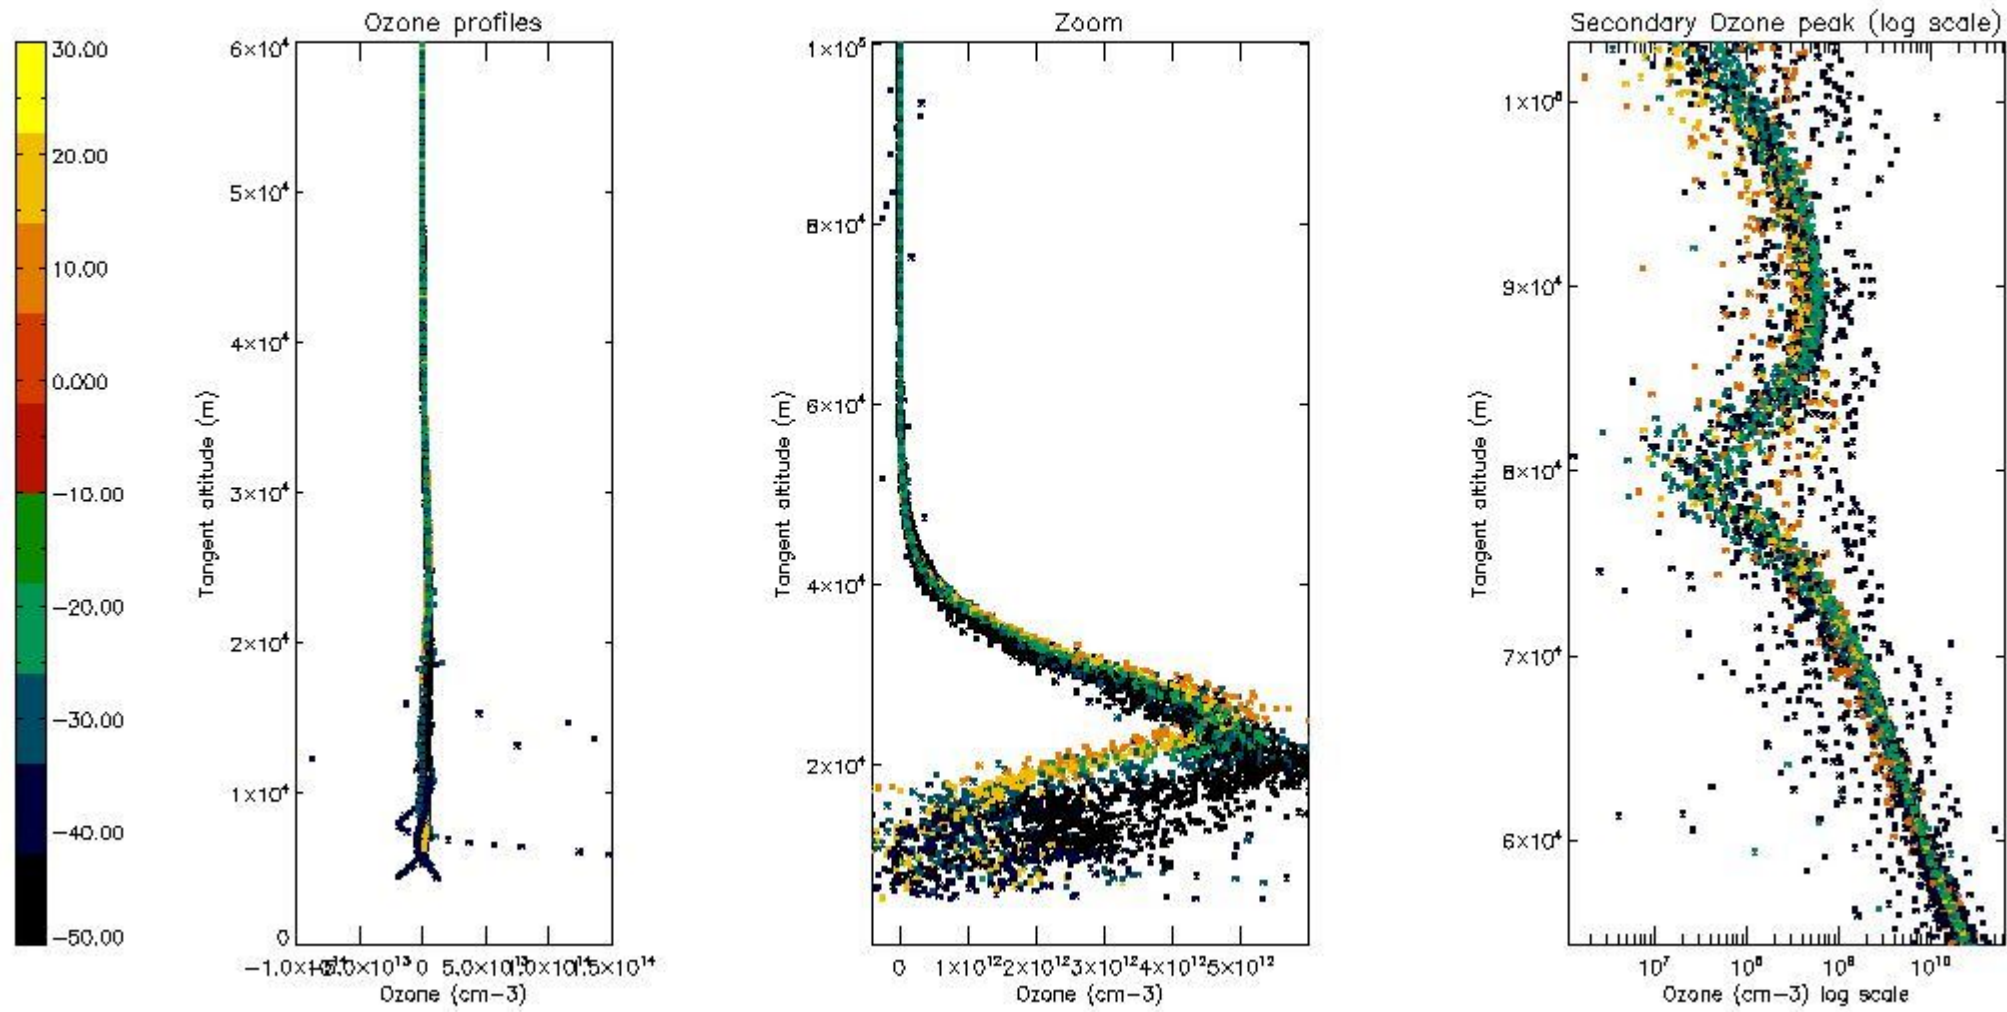 Ozone profiles
Zoom
Secondary Ozone peak (log scale)
30.00
20.00
10.00
0.000
−10.00
−20.00
−30.00
−40.00
−50.00
Tangent altitude (m)
6×10⁴
5×10⁴
4×10⁴
3×10⁴
2×10⁴
1×10⁴
0
0
Ozone (cm−3)
Tangent altitude (m)
1×10⁵
8×10⁴
6×10⁴
4×10⁴
2×10⁴
0 1×10¹² 2×10¹² 3×10¹² 4×10¹² 5×10¹²
Ozone (cm−3)
Tangent altitude (m)
9×10⁴
8×10⁴
7×10⁴
6×10⁴
10⁷ 10⁸ 10⁹ 10¹⁰
Ozone (cm−3) log scale